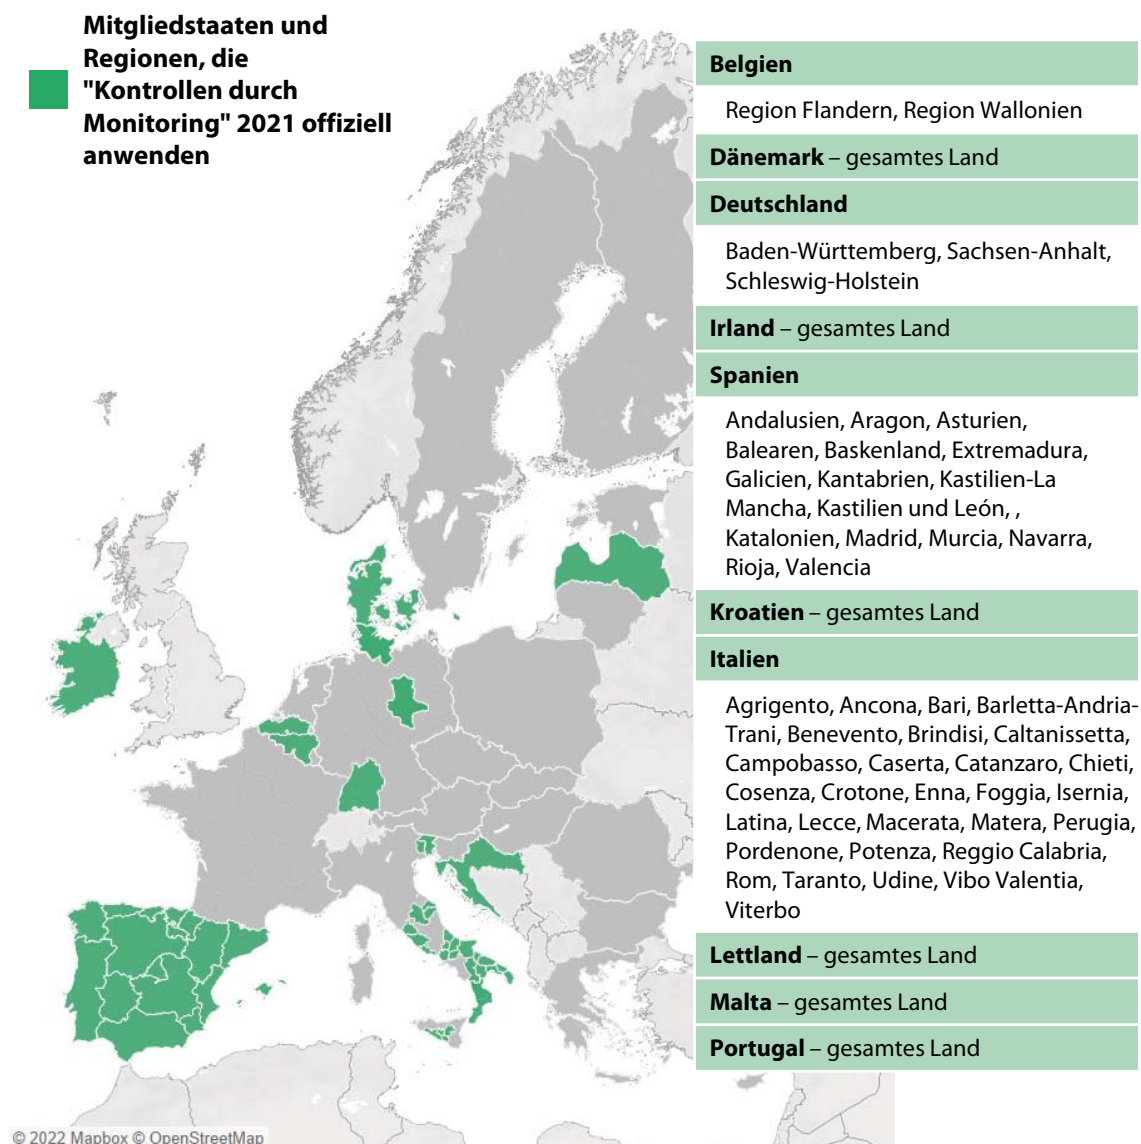 Mitgliedstaaten und
Regionen, die
"Kontrollen durch
Monitoring" 2021 offiziell
anwenden
Belgien
Region Flandern, Region Wallonien
Dänemark – gesamtes Land
Deutschland
Baden-Württemberg, Sachsen-Anhalt,
Schleswig-Holstein
Irland – gesamtes Land
Spanien
Andalusien, Aragon, Asturien,
Balearen, Baskenland, Extremadura,
Galicien, Kantabrien, Kastilien-La
Mancha, Kastilien und León, ,
Katalonien, Madrid, Murcia, Navarra,
Rioja, Valencia
Kroatien – gesamtes Land
Italien
Agrigento, Ancona, Bari, Barletta-Andria-
Trani, Benevento, Brindisi, Caltanissetta,
Campobasso, Caserta, Catanzaro, Chieti,
Cosenza, Crotone, Enna, Foggia, Isernia,
Latina, Lecce, Macerata, Matera, Perugia,
Pordenone, Potenza, Reggio Calabria,
Rom, Taranto, Udine, Vibo Valentia,
Viterbo
Lettland – gesamtes Land
Malta – gesamtes Land
Portugal – gesamtes Land
© 2022 Mapbox © OpenStreetMap